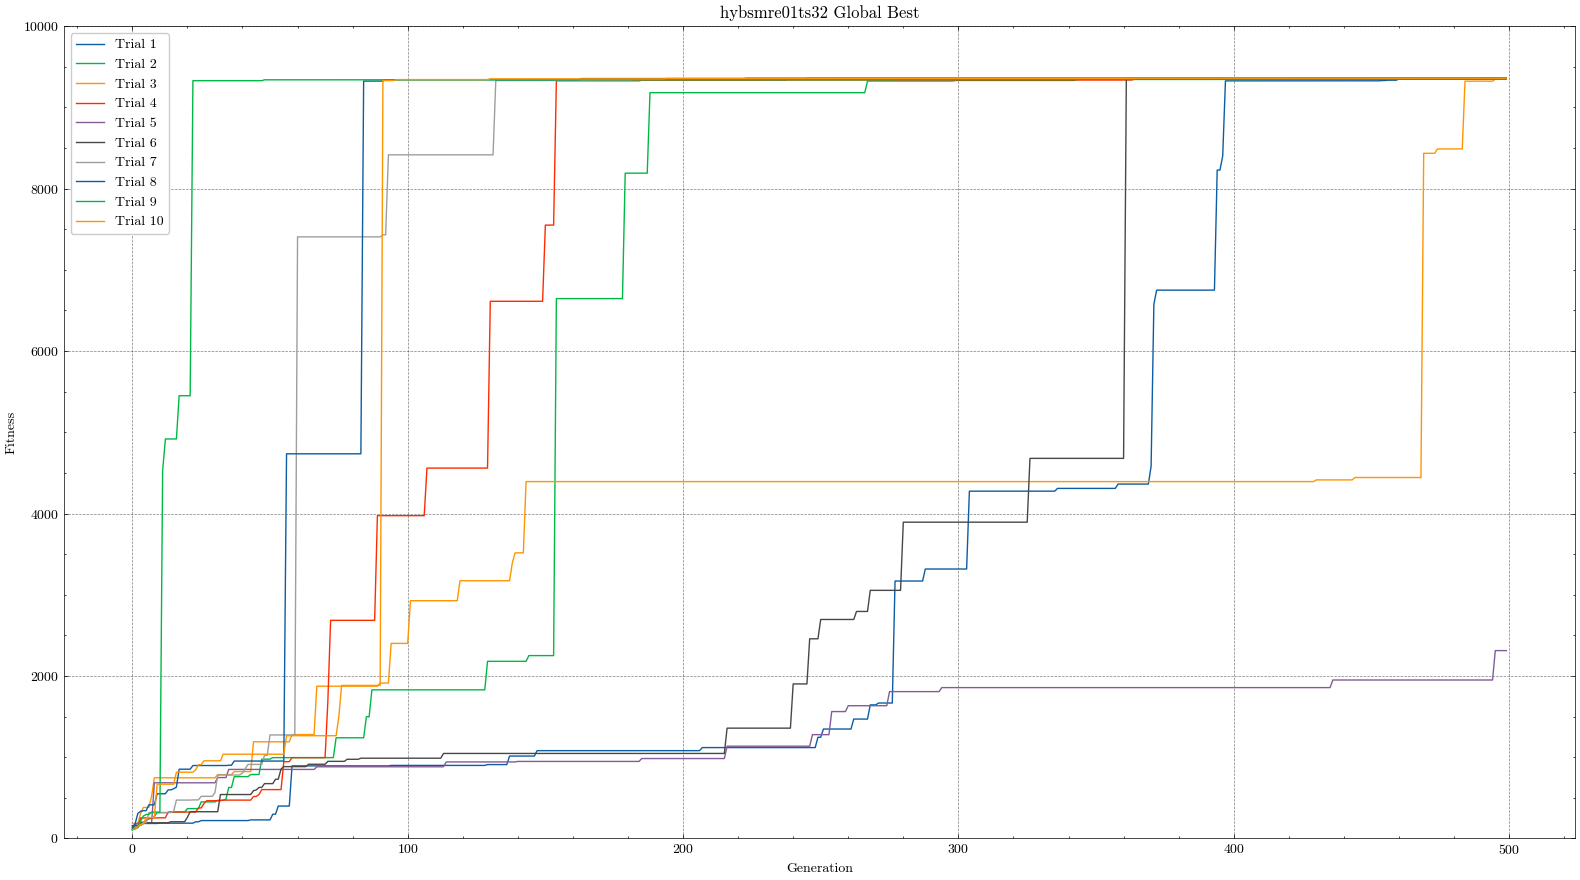 hybsmre01ts32 Global Best
10000
8000
6000
4000
2000
0
Fitness
Trial 1
Trial 2
Trial 3
Trial 4
Trial 5
Trial 6
Trial 7
Trial 8
Trial 9
Trial 10
0 100 200 300 400 500
Generation